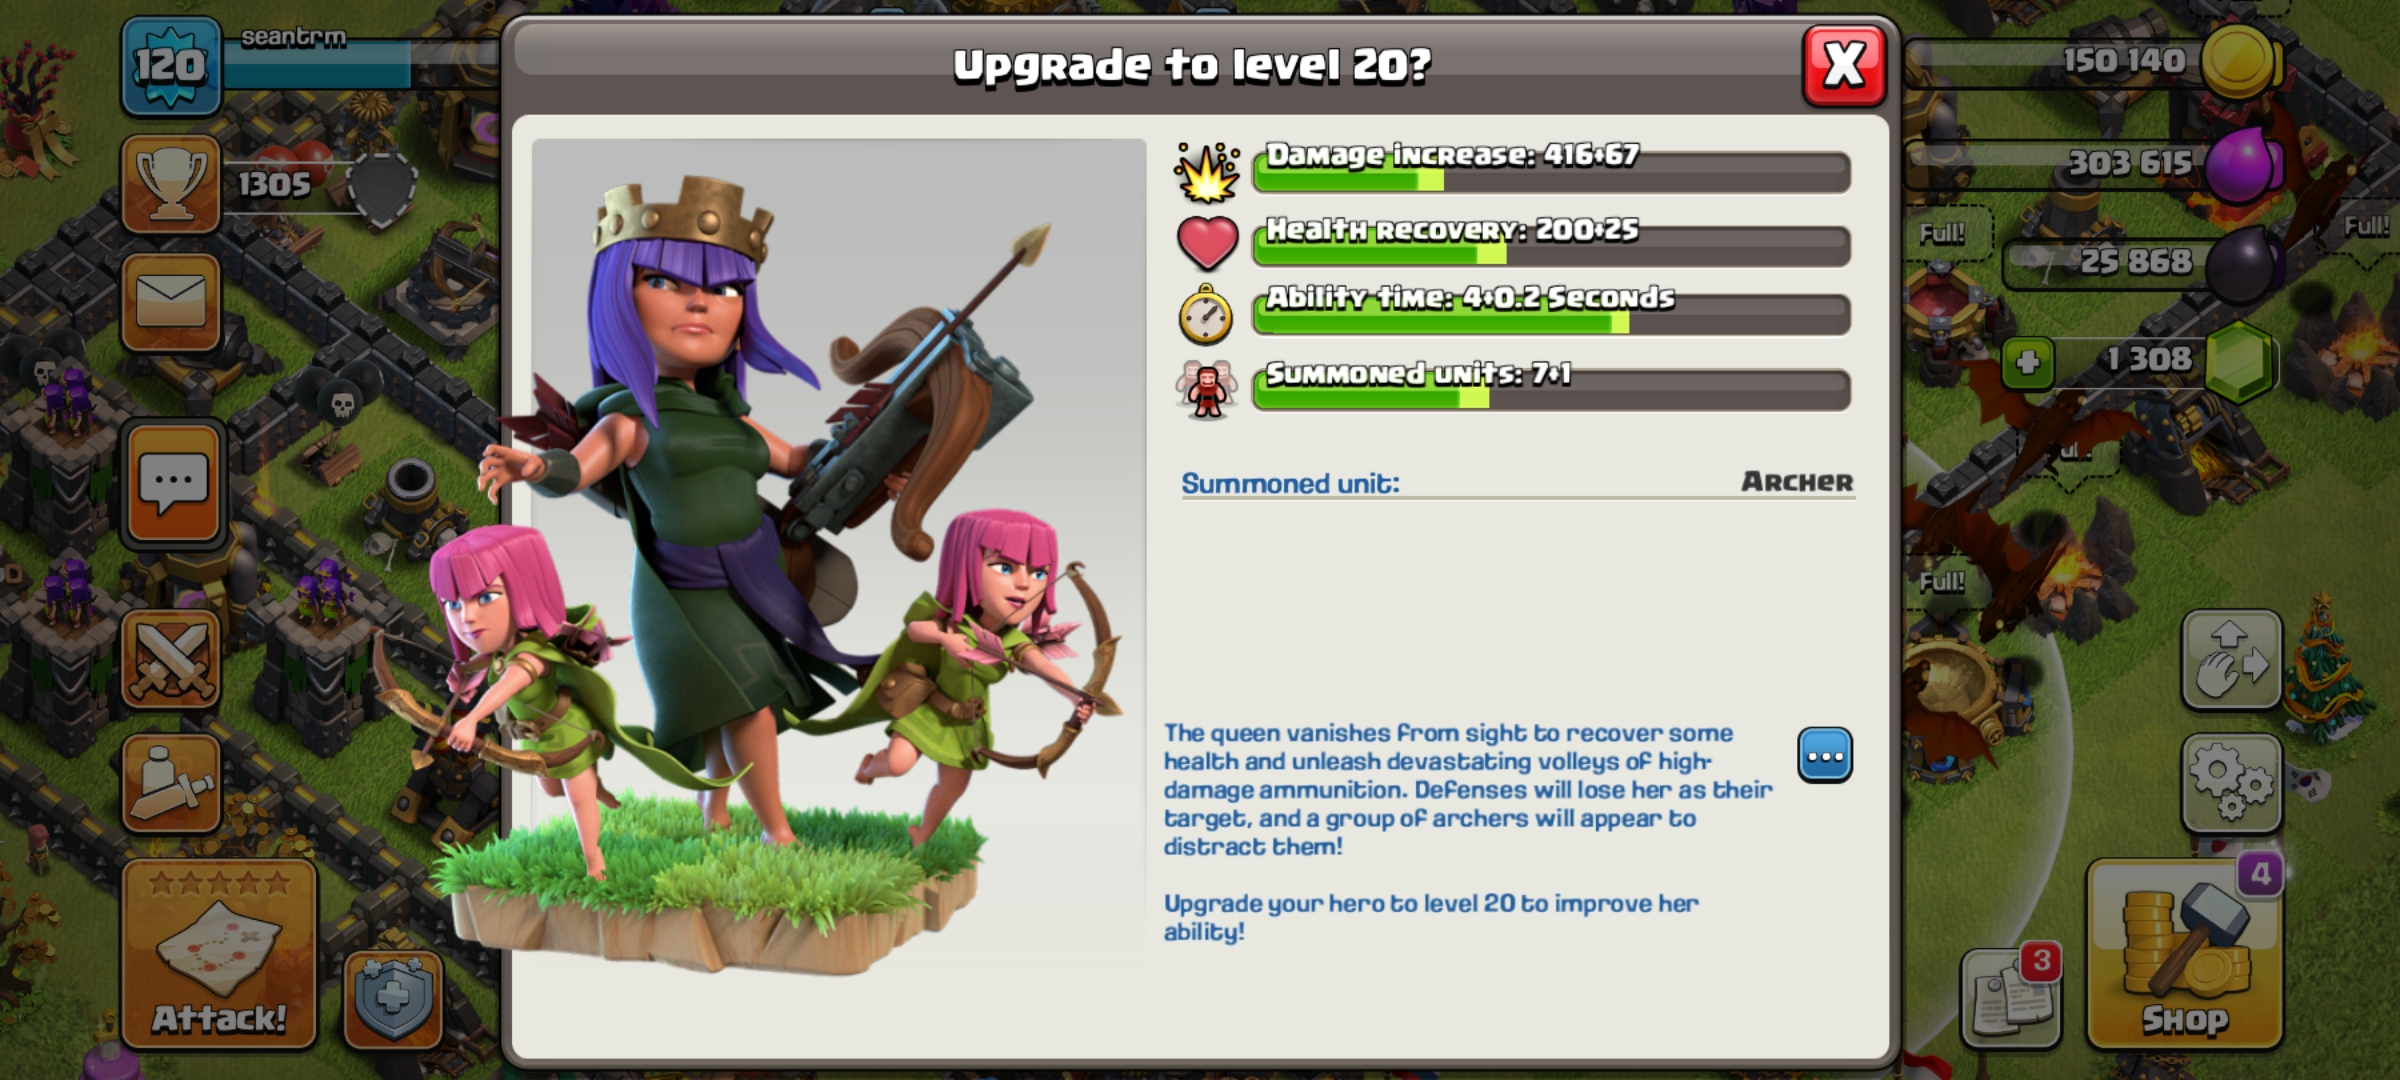 120
seantrm
Upgrade to level 20?
X
150 140
1305
Damage increase: 416+67
303 615
Health recovery: 200+25
Full!
Full!
25 868
Ability time: 4+0.2 Seconds
1 308
Summoned units: 7+1
Summoned unit:
Archer
Full!
The queen vanishes from sight to recover some
health and unleash devastating volleys of high-
damage ammunition. Defenses will lose her as their
target, and a group of archers will appear to
distract them!
Upgrade your hero to level 20 to improve her
ability!
4
3
Attack!
Shop